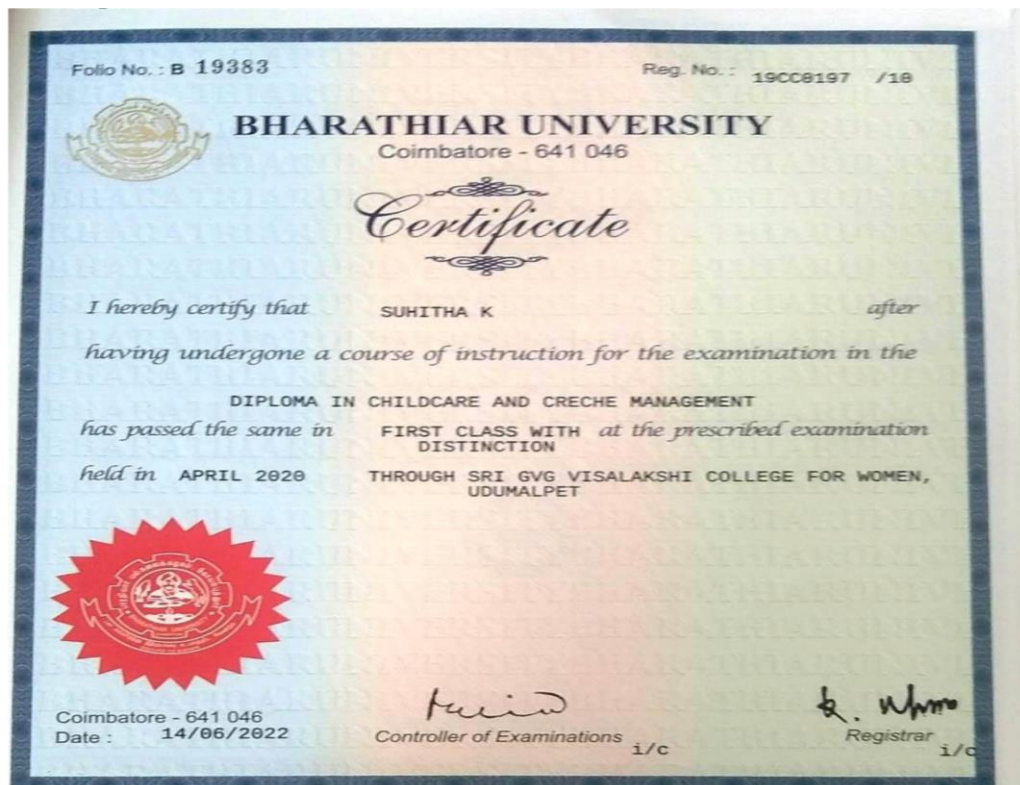 Folio No. : B 19383
Reg. No. : 19CC0197 /10
BHARATHIAR UNIVERSITY
Coimbatore - 641 046
Certificate
I hereby certify that SUHITHA K after
having undergone a course of instruction for the examination in the
DIPLOMA IN CHILDCARE AND CRECHE MANAGEMENT
has passed the same in FIRST CLASS WITH at the prescribed examination
DISTINCTION
held in APRIL 2020 THROUGH SRI GVG VISALAKSHI COLLEGE FOR WOMEN,
UDUMALPET
BHARATHIAR UNIVERSITY
Coimbatore - 641 046
Date : 14/06/2022
Controller of Examinations
i/c
Registrar
i/c